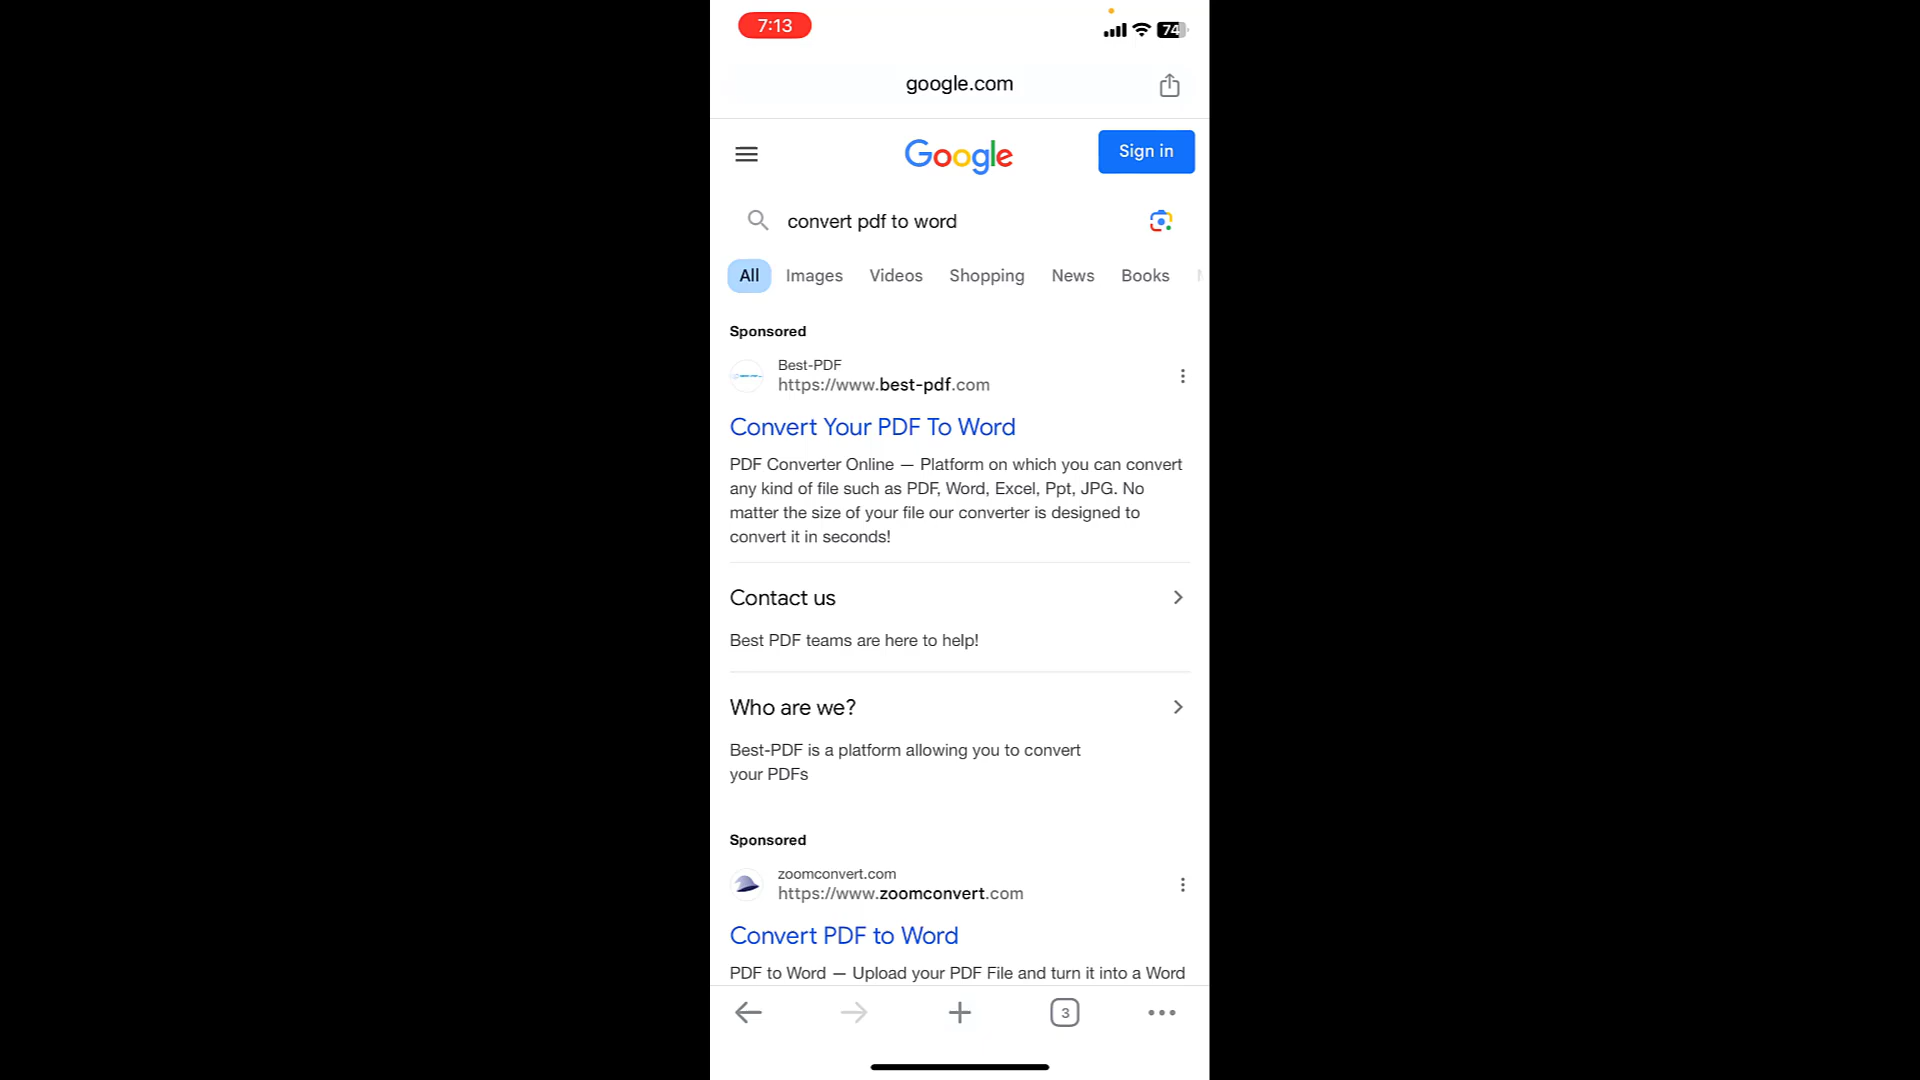 7:13
74
google.com
Google
Sign in
convert pdf to word
All Images Videos Shopping News Books
Sponsored
Best-PDF
https://www.best-pdf.com
Convert Your PDF To Word
PDF Converter Online — Platform on which you can convert
any kind of file such as PDF, Word, Excel, Ppt, JPG. No
matter the size of your file our converter is designed to
convert it in seconds!
Contact us
Best PDF teams are here to help!
Who are we?
Best-PDF is a platform allowing you to convert
your PDFs
Sponsored
zoomconvert.com
https://www.zoomconvert.com
Convert PDF to Word
PDF to Word — Upload your PDF File and turn it into a Word
3